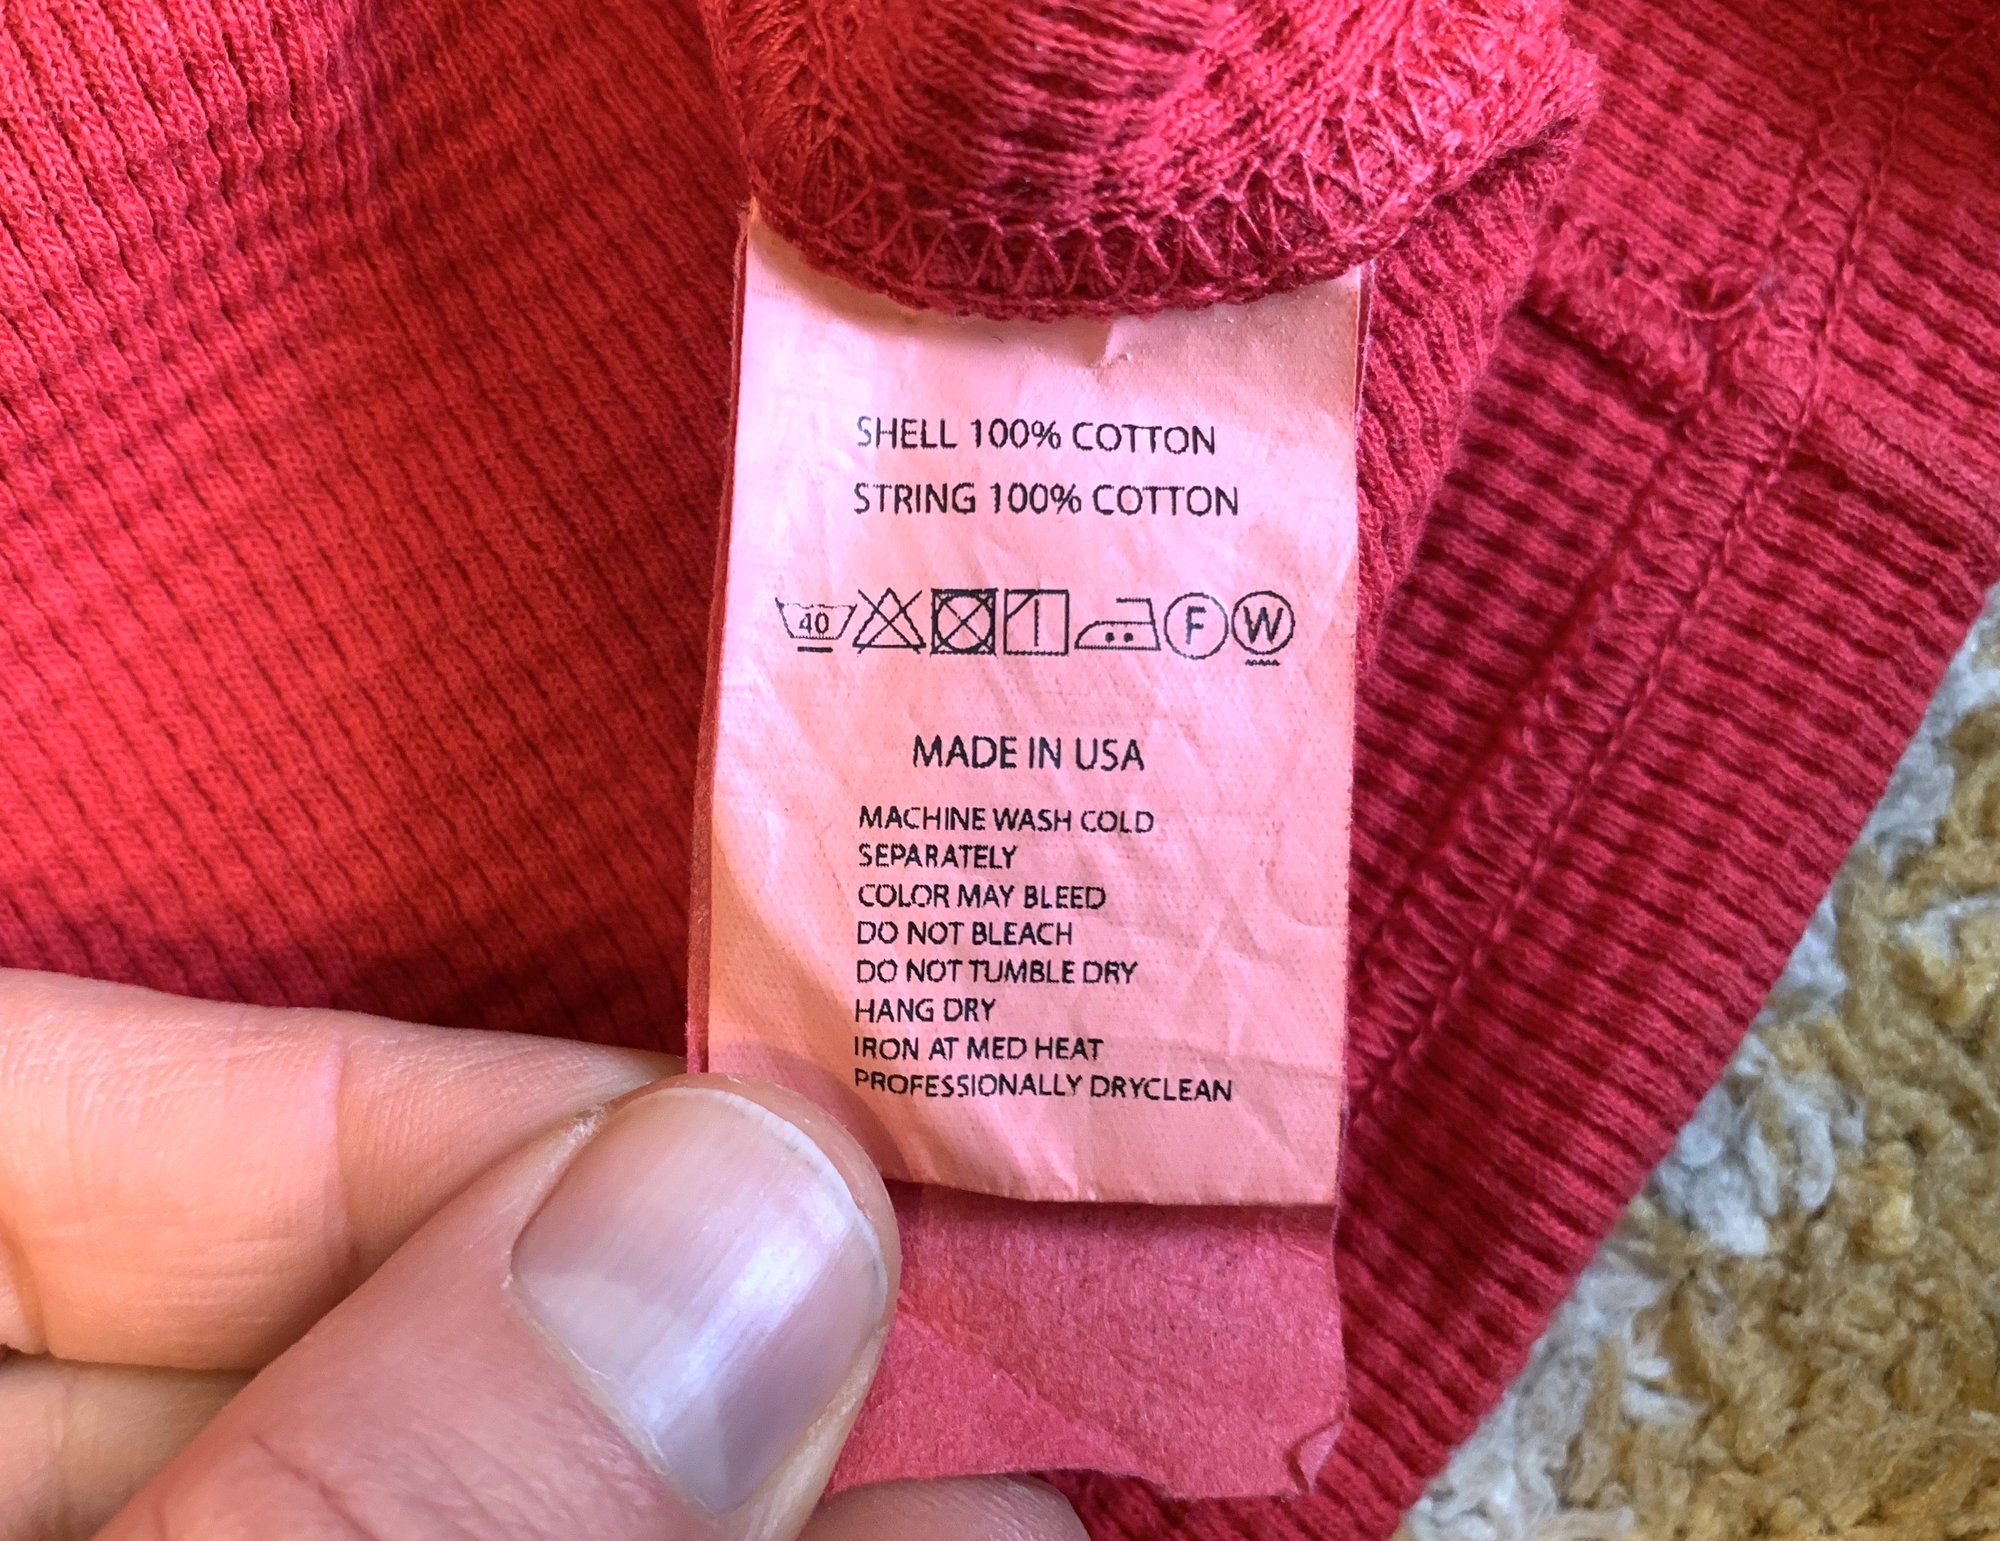 SHELL 100% COTTON
STRING 100% COTTON
40 F W
MADE IN USA
MACHINE WASH COLD
SEPARATELY
COLOR MAY BLEED
DO NOT BLEACH
DO NOT TUMBLE DRY
HANG DRY
IRON AT MED HEAT
PROFESSIONALLY DRYCLEAN